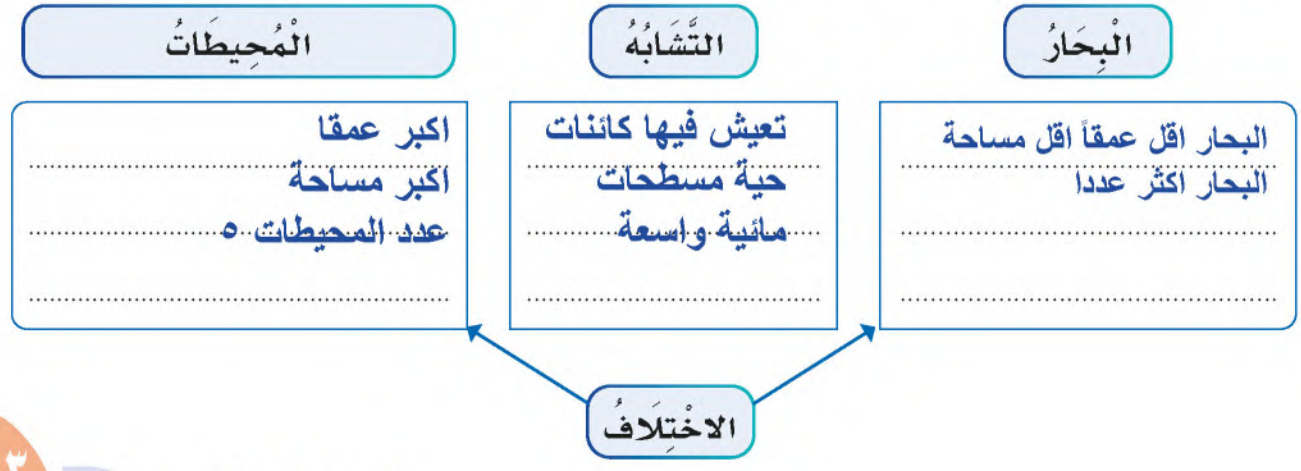 الْبِحَارُ
التَّشَابُهُ
الْمُحِيطَاتُ
البحار اقل عمقاً اقل مساحة
البحار اكثر عددا
تعيش فيها كائنات
حية مسطحات
مائية واسعة
اكبر عمقا
اكبر مساحة
عدد المحيطات ٥
الاخْتِلَافُ
٣